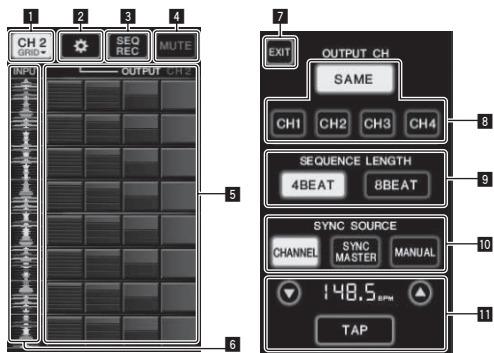 1 2 3 4
CH 2
GRID▼
SEQ
REC
MUTE
INPUT
OUTPUT CH 2
5
6
7
EXIT
OUTPUT CH
SAME
CH1 CH2 CH3 CH4
8
SEQUENCE LENGTH
4BEAT 8BEAT
9
SYNC SOURCE
CHANNEL
SYNC
MASTER
MANUAL
10
148.5 BPM
TAP
11